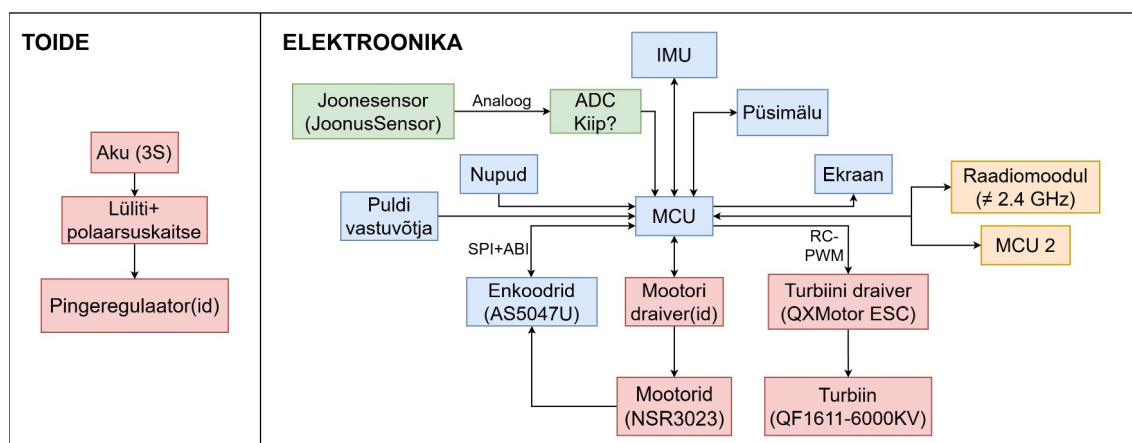 TOIDE
Aku (3S)
Lüliti+
polaarsuskaitse
Pingeregulaator(id)
ELEKTROONIKA
IMU
Joonesensor
(JoonusSensor)
Analoog
ADC
Kiip?
Püsimälu
Nupud
Ekraan
Raadiomoodul
(≠ 2.4 GHz)
Puldi
vastuvõtja
MCU
MCU 2
SPI+ABI
RC-
PWM
Enkoodrid
(AS5047U)
Mootori
draiver(id)
Turbiini draiver
(QXMotor ESC)
Mootorid
(NSR3023)
Turbiin
(QF1611-6000KV)